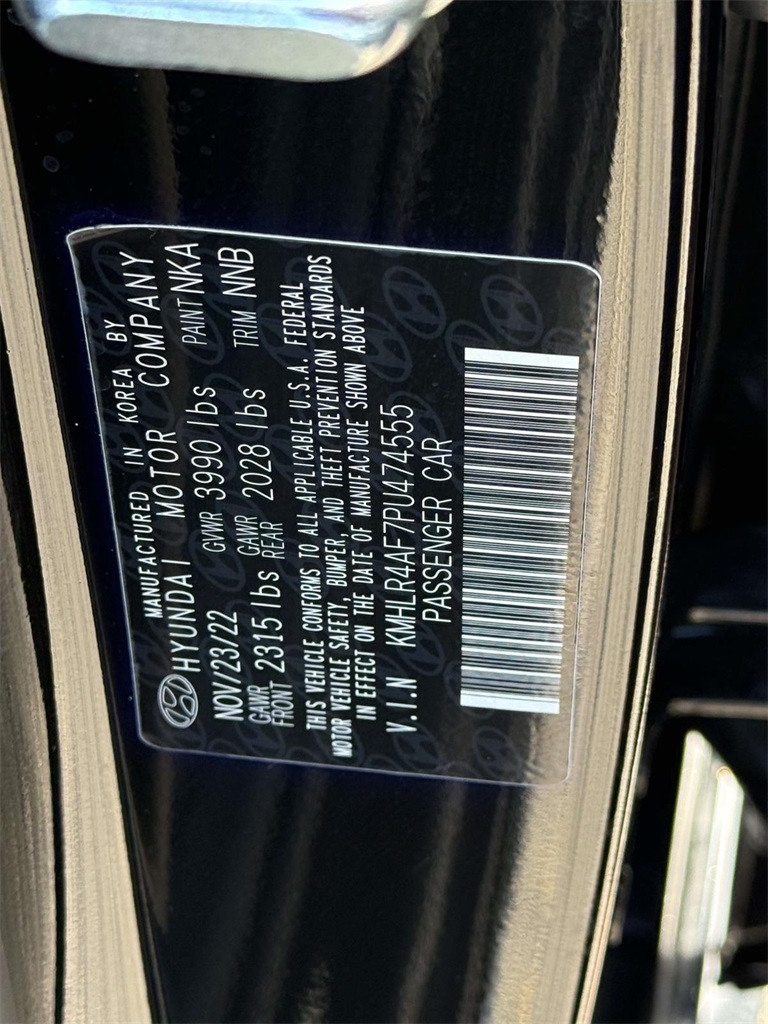 MANUFACTURED IN KOREA BY
HYUNDAI MOTOR COMPANY
NOV/23/22 GVWR 3990 lbs PAINT NKA
GAWR FRONT 2315 lbs GAWR REAR 2028 lbs TRIM NNB
THIS VEHICLE CONFORMS TO ALL APPLICABLE U.S.A. FEDERAL
MOTOR VEHICLE SAFETY, BUMPER, AND THEFT PREVENTION STANDARDS
IN EFFECT ON THE DATE OF MANUFACTURE SHOWN ABOVE
V.I.N KMHLR4AF7PU474555
PASSENGER CAR